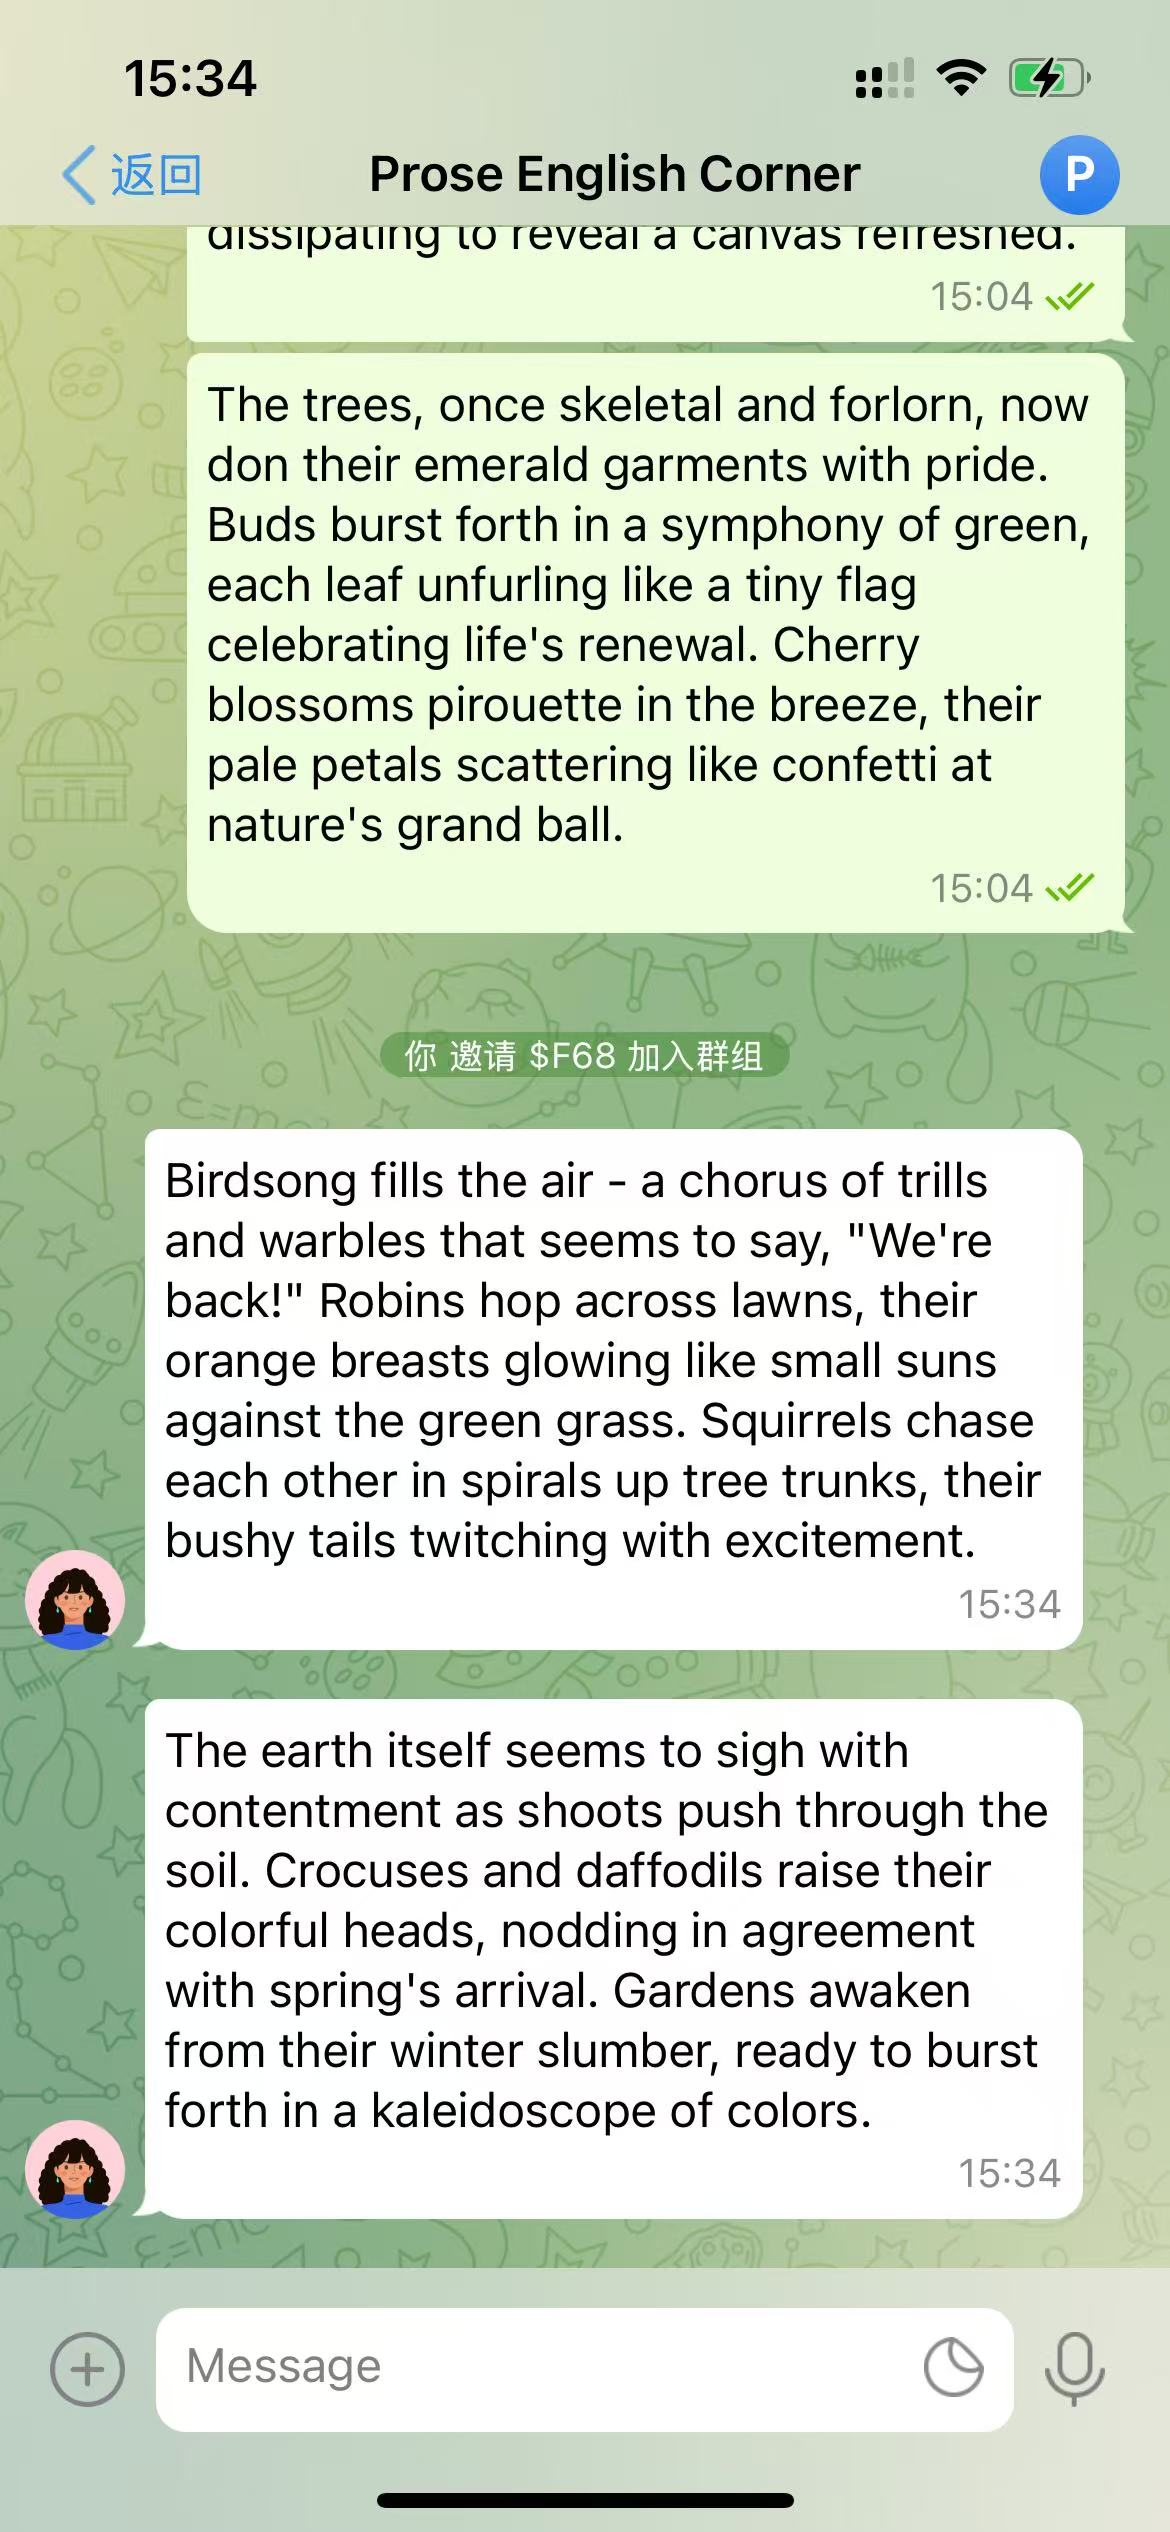 15:34
返回
Prose English Corner
P
dissipating to reveal a canvas refreshed.
15:04
The trees, once skeletal and forlorn, now
don their emerald garments with pride.
Buds burst forth in a symphony of green,
each leaf unfurling like a tiny flag
celebrating life's renewal. Cherry
blossoms pirouette in the breeze, their
pale petals scattering like confetti at
nature's grand ball.
15:04
你 邀请 $F68 加入群组
Birdsong fills the air - a chorus of trills
and warbles that seems to say, "We're
back!" Robins hop across lawns, their
orange breasts glowing like small suns
against the green grass. Squirrels chase
each other in spirals up tree trunks, their
bushy tails twitching with excitement.
15:34
The earth itself seems to sigh with
contentment as shoots push through the
soil. Crocuses and daffodils raise their
colorful heads, nodding in agreement
with spring's arrival. Gardens awaken
from their winter slumber, ready to burst
forth in a kaleidoscope of colors.
15:34
Message